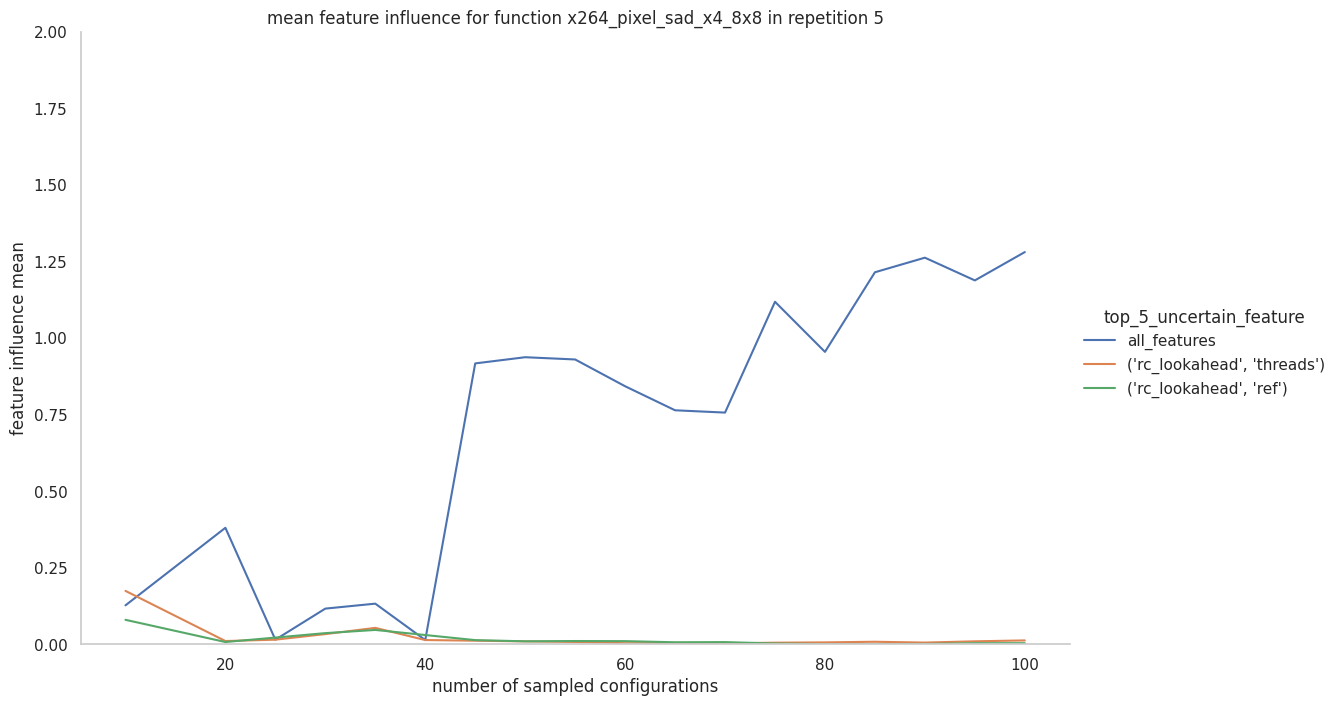 mean feature influence for function x264_pixel_sad_x4_8x8 in repetition 5
2.00
1.75
1.50
1.25
1.00
0.75
0.50
0.25
0.00
feature influence mean
20
40
60
80
100
number of sampled configurations
top_5_uncertain_feature
all_features
('rc_lookahead', 'threads')
('rc_lookahead', 'ref')